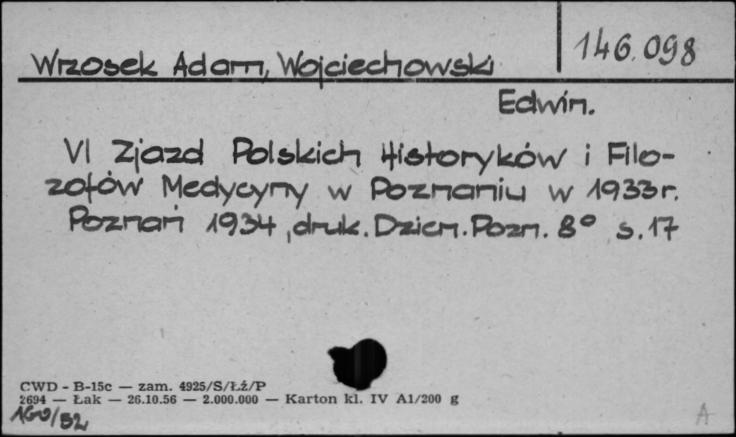 146.098
Wrzosek Adam, Wojciechowski
Edwin.
VI Zjazd Polskich Historyków i Filo-
zofów Medycyny w Poznaniu w 1933 r.
Poznań 1934, druk. Dzien. Pozn. 8° s. 17
CWD - B-15c — zam. 4925/S/Łź/P
2694 — Łak — 26.10.56 — 2.000.000 — Karton kl. IV A1/200 g
A